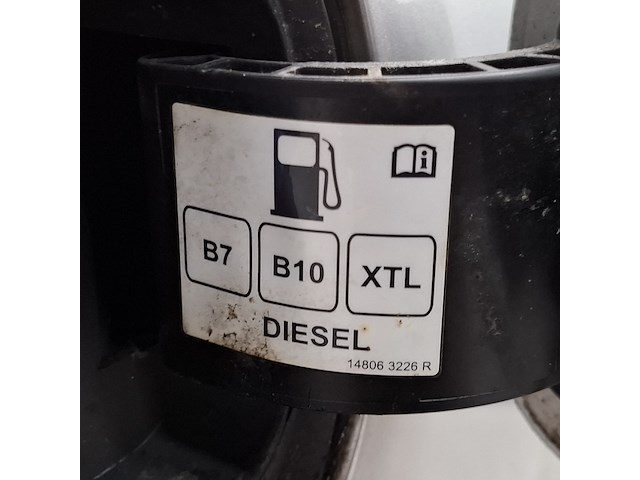 i
B7 B10 XTL
DIESEL
14806 3226 R